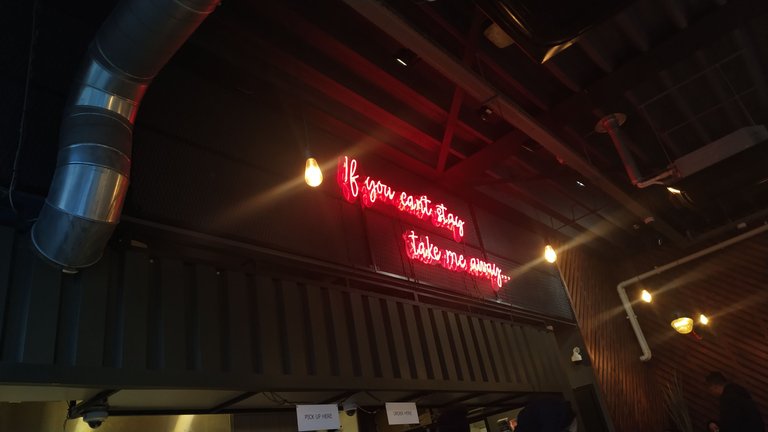 If you can't stay
take me away...
PICK-UP HERE
ORDER HERE